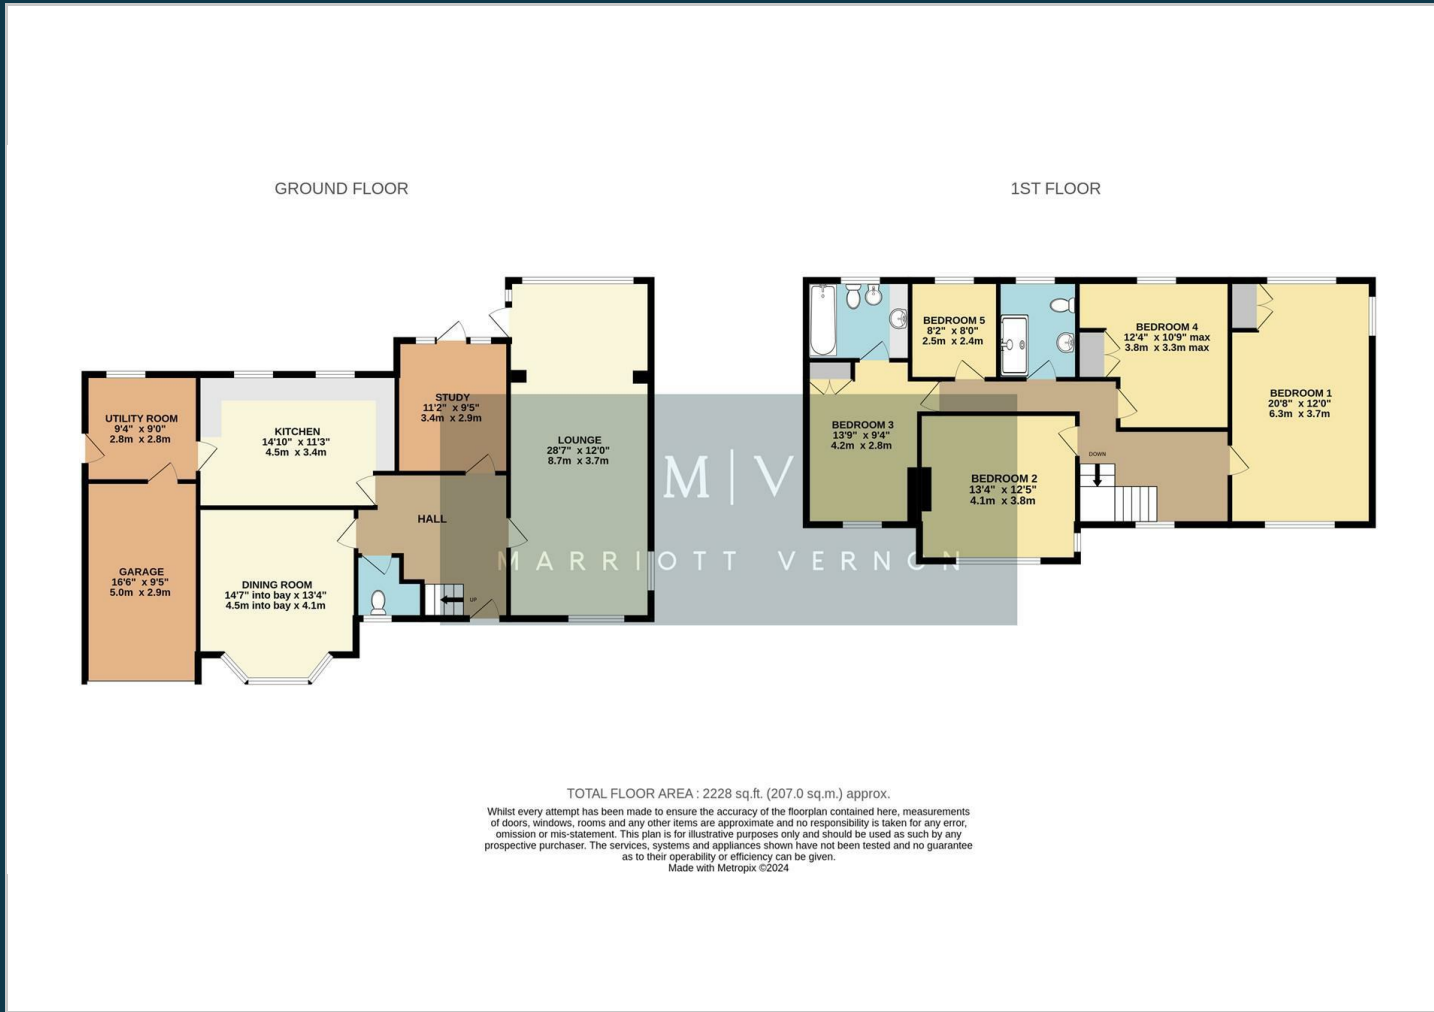 GROUND FLOOR
1ST FLOOR
UTILITY ROOM
9'4" x 9'0"
2.8m x 2.8m
KITCHEN
14'10" x 11'3"
4.5m x 3.4m
STUDY
11'2" x 9'5"
3.4m x 2.9m
LOUNGE
28'7" x 12'0"
8.7m x 3.7m
HALL
GARAGE
16'6" x 9'5"
5.0m x 2.9m
DINING ROOM
14'7" into bay x 13'4"
4.5m into bay x 4.1m
UP
BEDROOM 5
8'2" x 8'0"
2.5m x 2.4m
BEDROOM 4
12'4" x 10'9" max
3.8m x 3.3m max
BEDROOM 1
20'8" x 12'0"
6.3m x 3.7m
BEDROOM 3
13'9" x 9'4"
4.2m x 2.8m
DOWN
BEDROOM 2
13'4" x 12'5"
4.1m x 3.8m
M|V
MARRIOTT VERNON
TOTAL FLOOR AREA : 2228 sq.ft. (207.0 sq.m.) approx.
Whilst every attempt has been made to ensure the accuracy of the floorplan contained here, measurements
of doors, windows, rooms and any other items are approximate and no responsibility is taken for any error,
omission or mis-statement. This plan is for illustrative purposes only and should be used as such by any
prospective purchaser. The services, systems and appliances shown have not been tested and no guarantee
as to their operability or efficiency can be given.
Made with Metropix ©2024